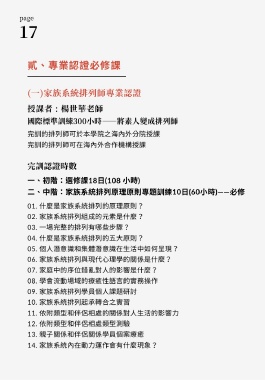 page
17
貳、專業認證必修課
(一)家族系統排列師專業認證
授課者：楊世華老師
國際標準訓練300小時——將素人變成排列師
完訓的排列師可於本學院之海內外分院授課
完訓的排列師可在海內外合作機構授課
完訓認證時數
一、初階：選修課18日(108 小時)
二、中階：家族系統排列原理原則專題訓練10日(60小時)——必修
01. 什麼是家族系統排列的原理原則？
02. 家族系統排列組成的元素是什麼？
03. 一場完整的排列有哪些步驟？
04. 什麼是家族系統排列的五大原則？
05. 個人潛意識和集體潛意識在生活中如何呈現？
06. 家族系統排列與現代心理學的關係是什麼？
07. 家庭中的序位錯亂對人的影響是什麼？
08. 學會流動場域的療癒性語言的實務操作
09. 家族系統排列學員個人課題研討
10. 家族系統排列起承轉合之實習
11. 依附類型和伴侶相處的關係對人生活的影響力
12. 依附類型和伴侶相處類型測驗
13. 親子關係和伴侶關係學員個案療癒
14. 家族系統內在動力運作會有什麼現象？